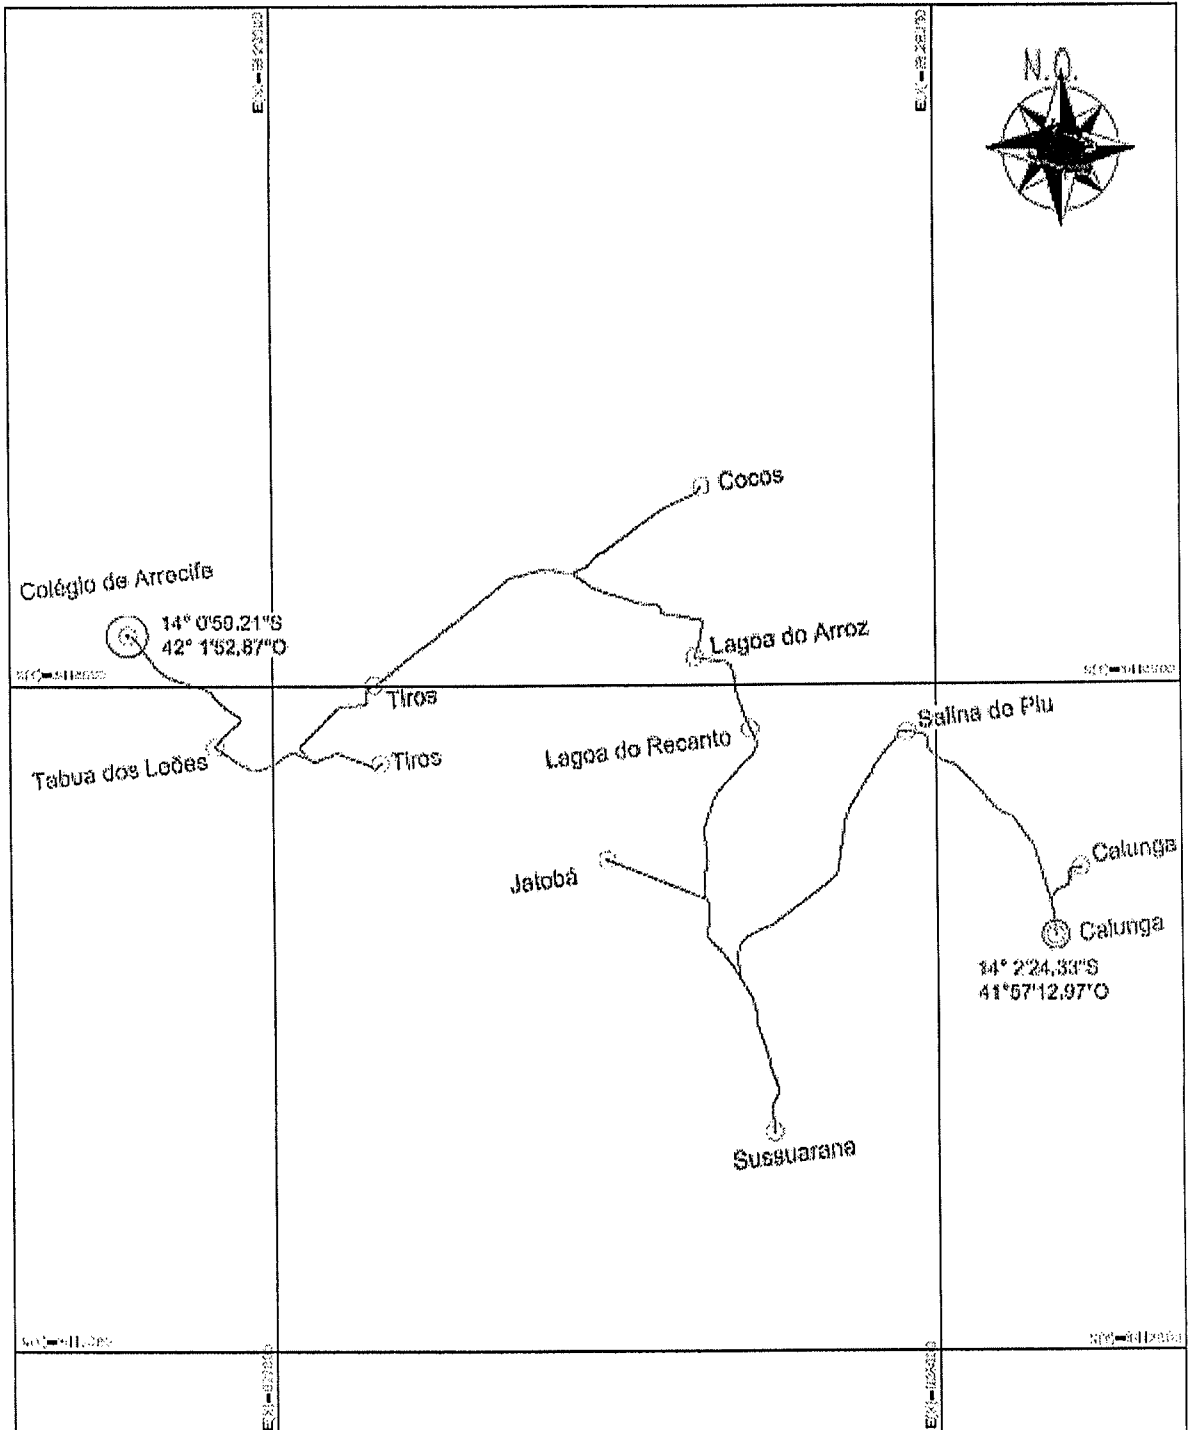 N.O.
Cocos
Colégio de Arrecife
14° 0'50,21"S
42° 1'52,87"O
Lagoa do Arroz
Tiros
Salina do Piu
Lagoa do Recanto
Tabua dos Leões
Tiros
Calunga
Jatobá
Calunga
14° 2'24,33"S
41°57'12,97"O
Sussuarana